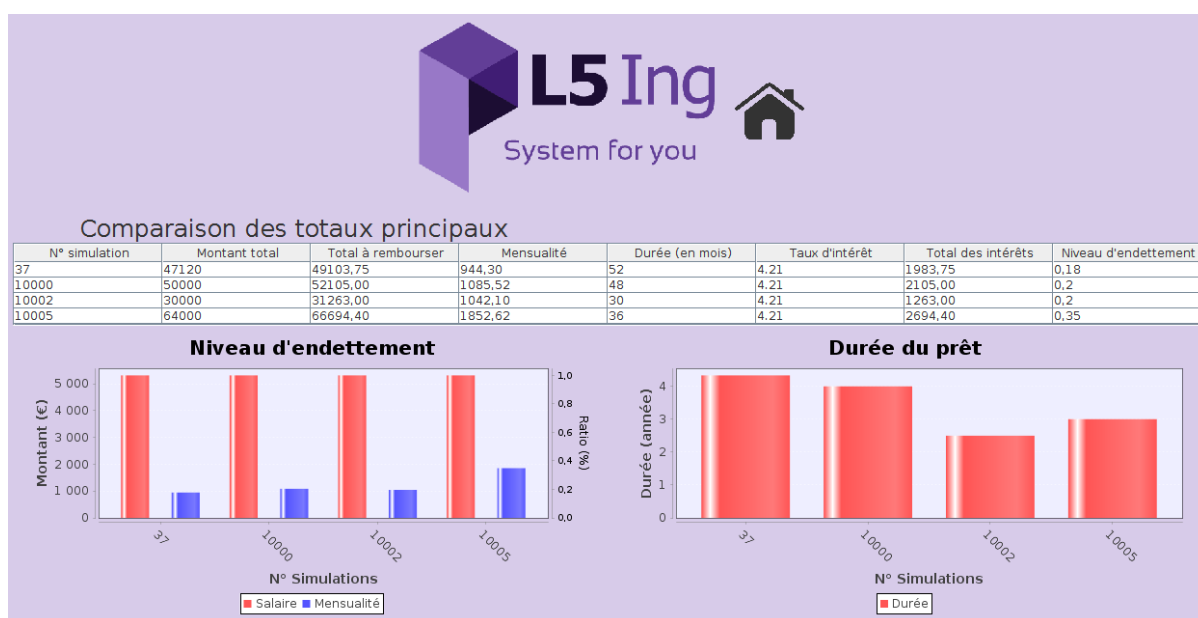 L5 Ing
System for you
Comparaison des totaux principaux
N° simulation Montant total Total à rembourser Mensualité Durée (en mois) Taux d'intérêt Total des intérêts Niveau d'endettement
37 47120 49103,75 944,30 52 4.21 1983,75 0,18
10000 50000 52105,00 1085,52 48 4.21 2105,00 0,2
10002 30000 31263,00 1042,10 30 4.21 1263,00 0,2
10005 64000 66694,40 1852,62 36 4.21 2694,40 0,35
Niveau d'endettement
Montant (€)
5 000
4 000
3 000
2 000
1 000
0
1,0
0,8
0,6
0,4
0,2
0,0
Ratio (%)
37 10000 10002 10005
N° Simulations
Salaire Mensualité
Durée du prêt
Durée (année)
4
3
2
1
0
37 10000 10002 10005
N° Simulations
Durée